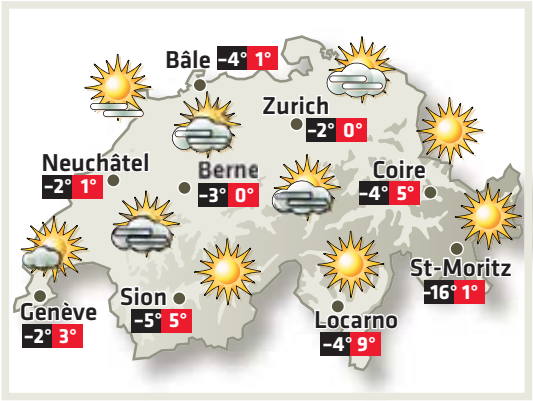 Bâle -4° 1°
Zurich
-2° 0°
Neuchâtel
-2° 1°
Berne
-3° 0°
Coire
-4° 5°
St-Moritz
-16° 1°
Sion
-5° 5°
Genève
-2° 3°
Locarno
-4° 9°